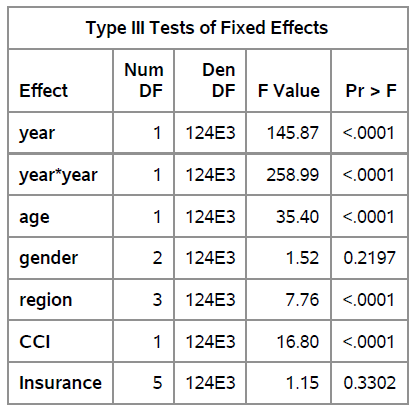 Type III Tests of Fixed Effects
Effect Num DF Den DF F Value Pr > F
year 1 124E3 145.87 <.0001
year*year 1 124E3 258.99 <.0001
age 1 124E3 35.40 <.0001
gender 2 124E3 1.52 0.2197
region 3 124E3 7.76 <.0001
CCI 1 124E3 16.80 <.0001
Insurance 5 124E3 1.15 0.3302